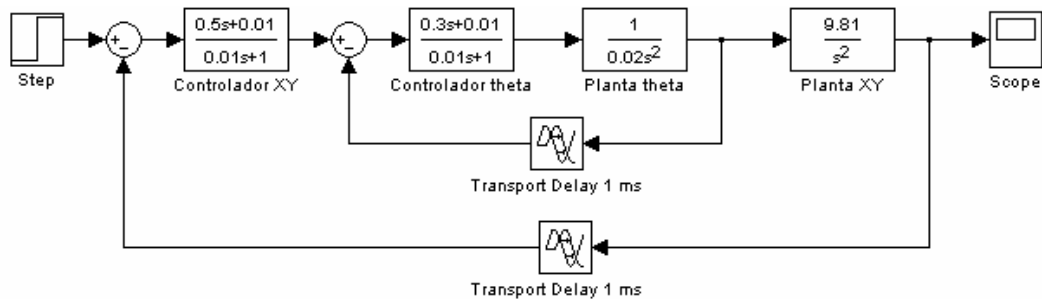 Step
+
−
0.5s+0.01
0.01s+1
Controlador XY
+
−
0.3s+0.01
0.01s+1
Controlador theta
1
0.02s²
Planta theta
9.81
s²
Planta XY
Scope
Transport Delay 1 ms
Transport Delay 1 ms